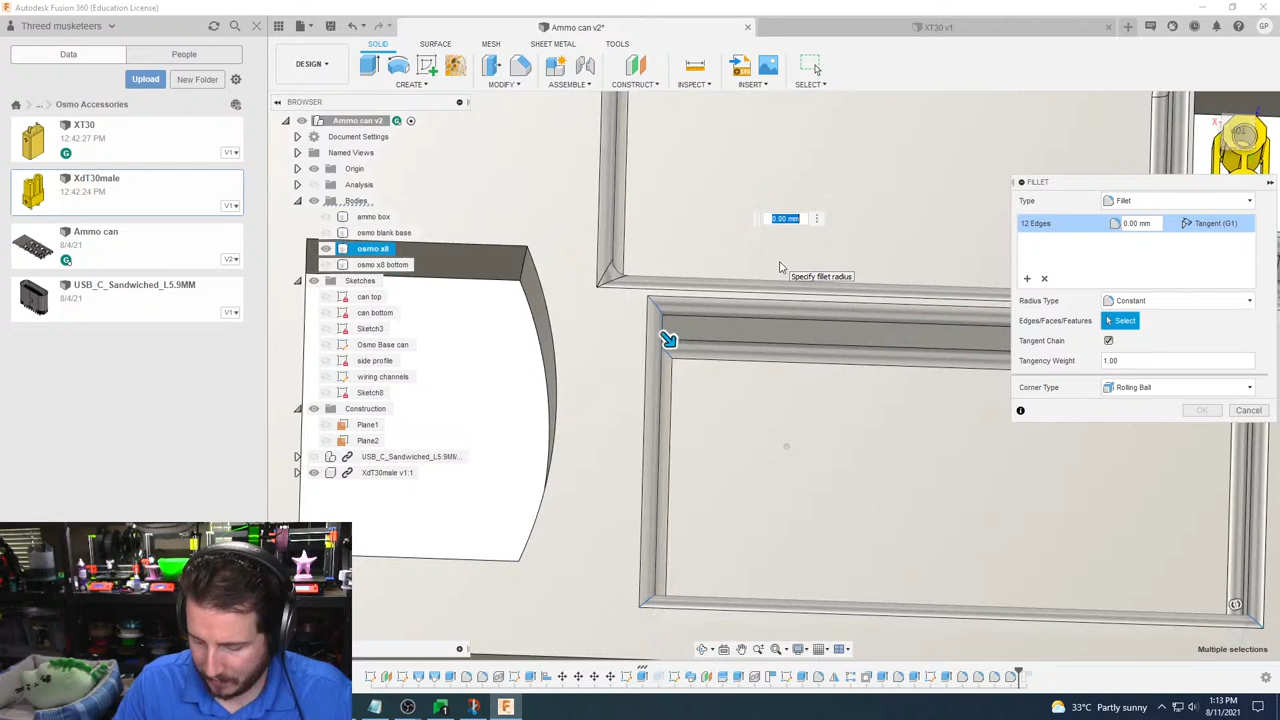 Autodesk Fusion 360 (Education License)
Threed musketeers
Ammo can v2*
XT30 v1
GP
Data
People
SOLID
SURFACE
MESH
SHEET METAL
TOOLS
DESIGN
CREATE
MODIFY
ASSEMBLE
CONSTRUCT
INSPECT
INSERT
SELECT
Upload
New Folder
... Osmo Accessories
XT30
12:42:27 PM
G
V1
XdT30male
12:42:24 PM
V1
Ammo can
8/4/21
G
V2
USB_C_Sandwiched_L5.9MM
8/4/21
V1
BROWSER
Ammo can v2
G
Document Settings
Named Views
Origin
Analysis
Bodies
ammo box
osmo blank base
osmo x8
osmo x8 bottom
Sketches
can top
can bottom
Sketch3
Osmo Base can
side profile
wiring channels
Sketch8
Construction
Plane1
Plane2
USB_C_Sandwiched_L5.9MM...
XdT30male v1:1
0.00 mm
Specify fillet radius
FILLET
Type
Fillet
12 Edges
0.00 mm
Tangent (G1)
Radius Type
Constant
Edges/Faces/Features
Select
Tangent Chain
Tangency Weight
1.00
Corner Type
Rolling Ball
OK
Cancel
Multiple selections
33°C Partly sunny
1:13 PM
8/11/2021